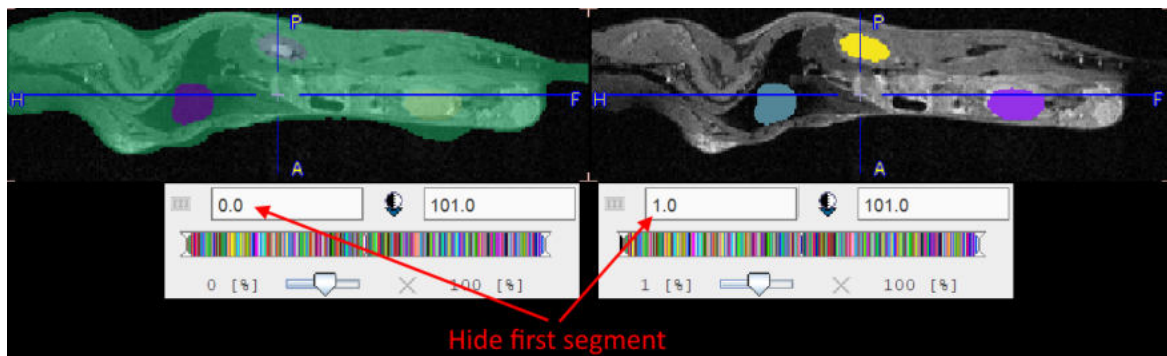 P P
H F H F
A A
0.0 101.0 1.0 101.0
0 [%] 100 [%] 1 [%] 100 [%]
Hide first segment